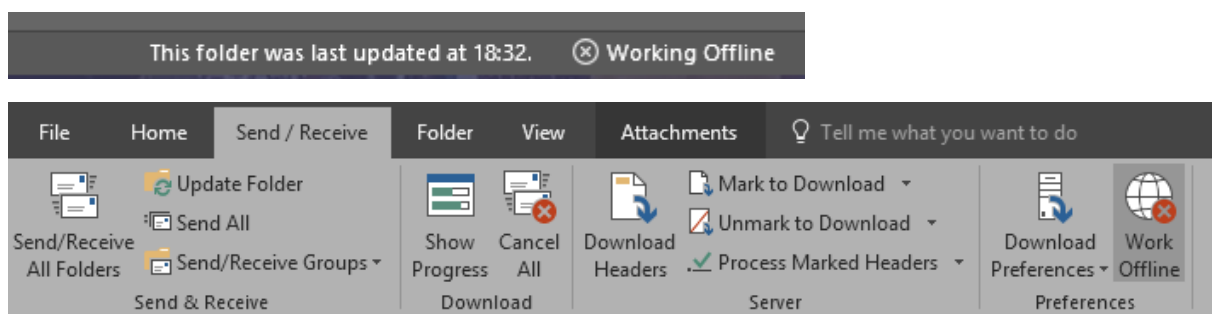 This folder was last updated at 18:32. Working Offline
File Home Send / Receive Folder View Attachments Tell me what you want to do
Send/Receive All Folders
Update Folder
Send All
Send/Receive Groups
Send & Receive
Show Progress
Cancel All
Download
Download Headers
Mark to Download
Unmark to Download
Process Marked Headers
Server
Download Preferences
Work Offline
Preferences